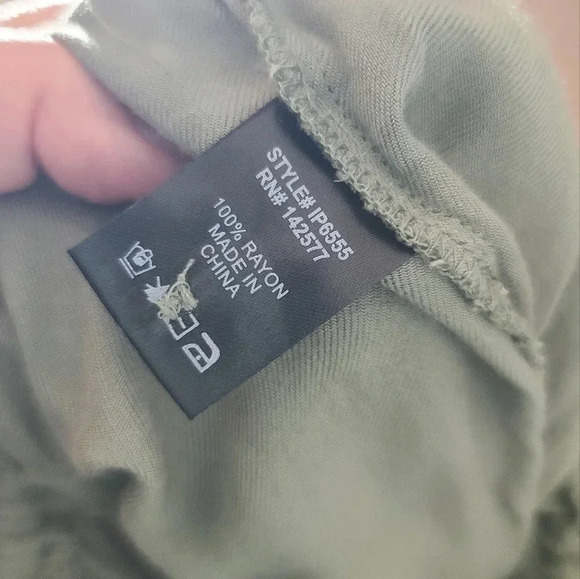 STYLE# IP6555
RN# 142577
100% RAYON
MADE IN
CHINA